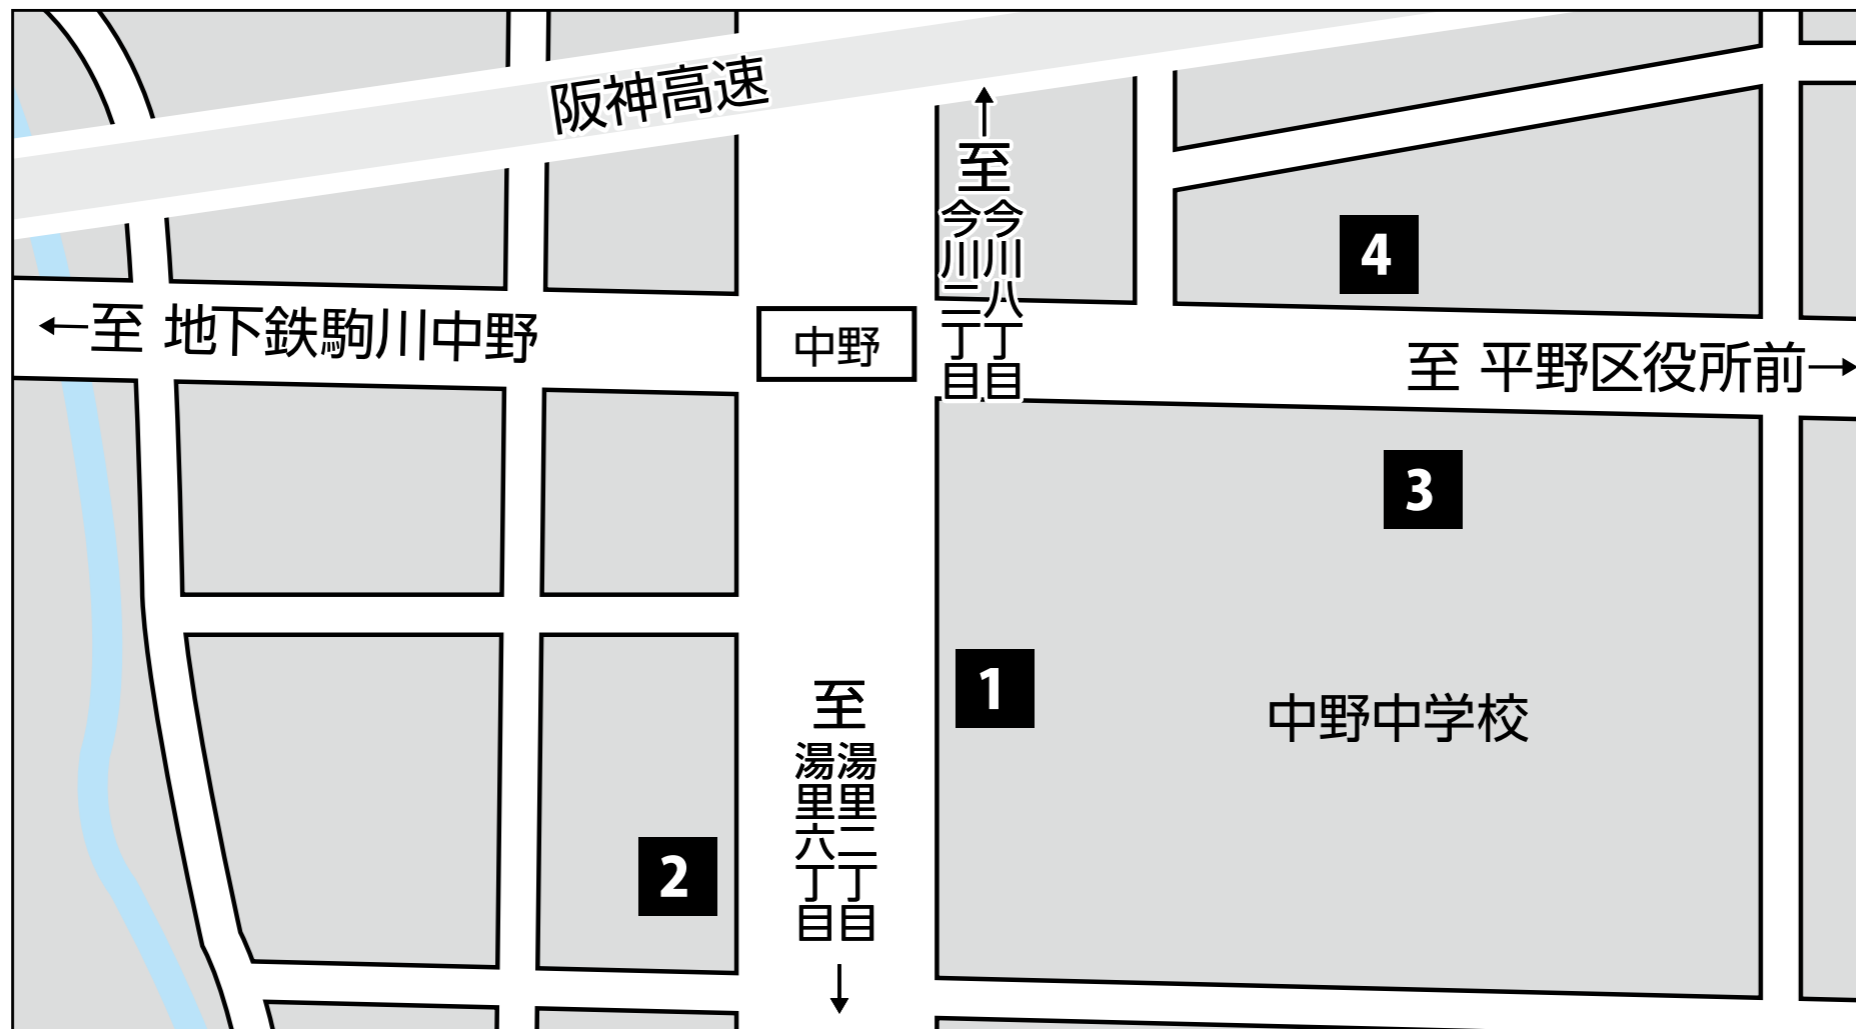 阪神高速
至
今川八丁目
今川二丁目
4
←至 地下鉄駒川中野
中野
至 平野区役所前→
3
1
中野中学校
至
湯里二丁目
湯里六丁目
2